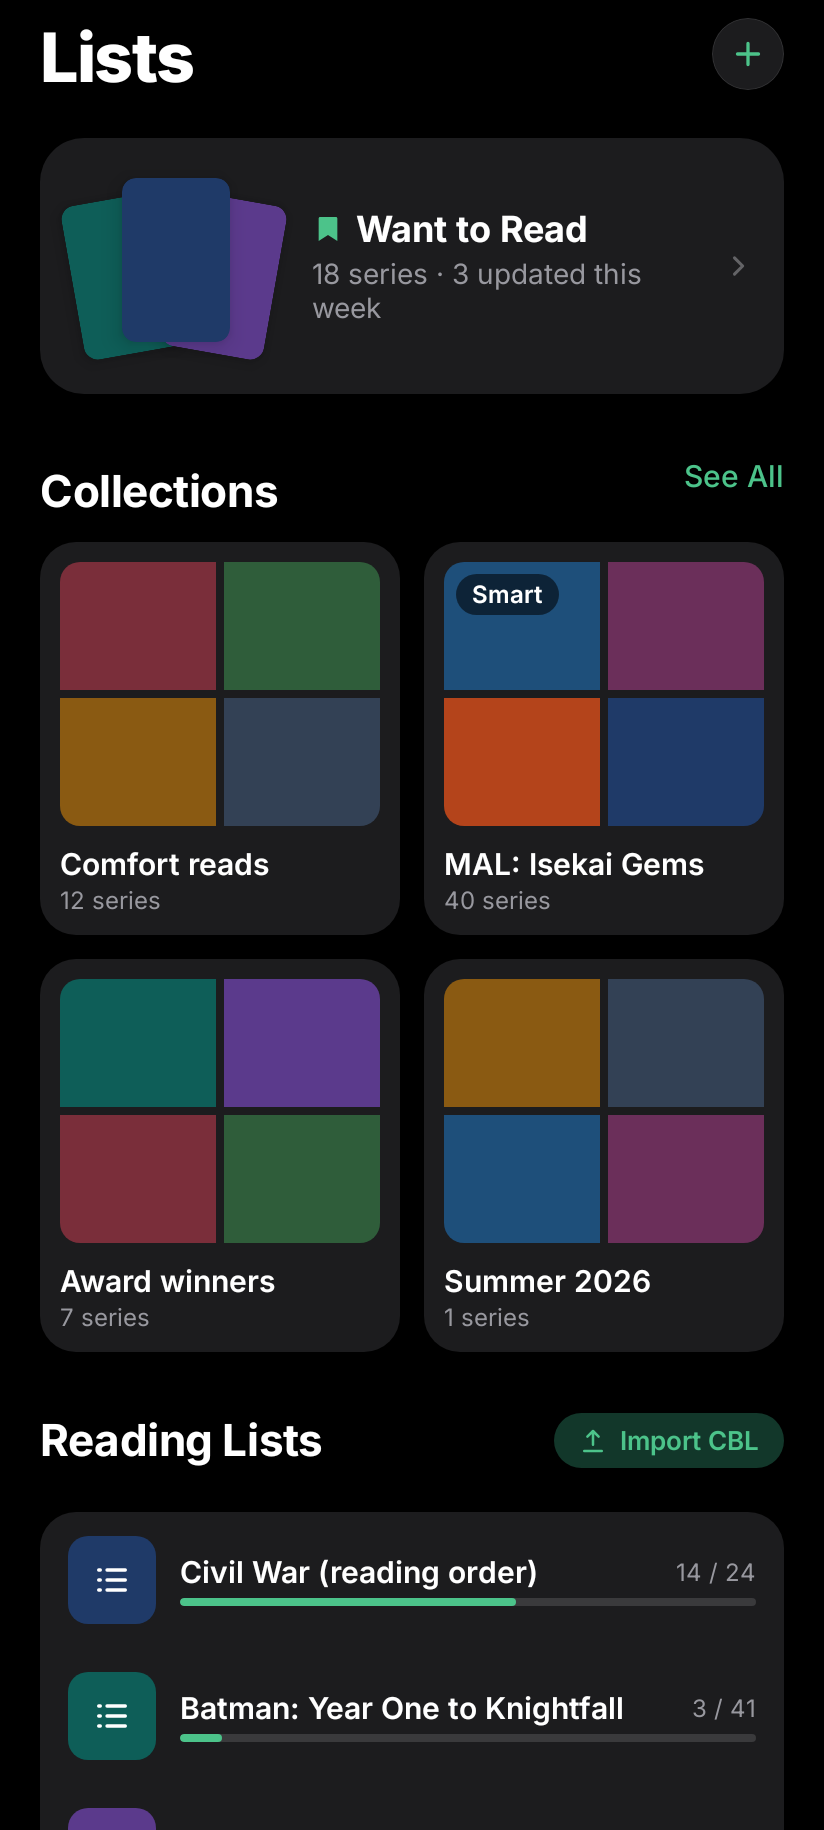 Lists
Want to Read
18 series · 3 updated this
week
Collections
See All
Smart
Comfort reads
12 series
MAL: Isekai Gems
40 series
Award winners
7 series
Summer 2026
1 series
Reading Lists
Import CBL
Civil War (reading order)
14 / 24
Batman: Year One to Knightfall
3 / 41